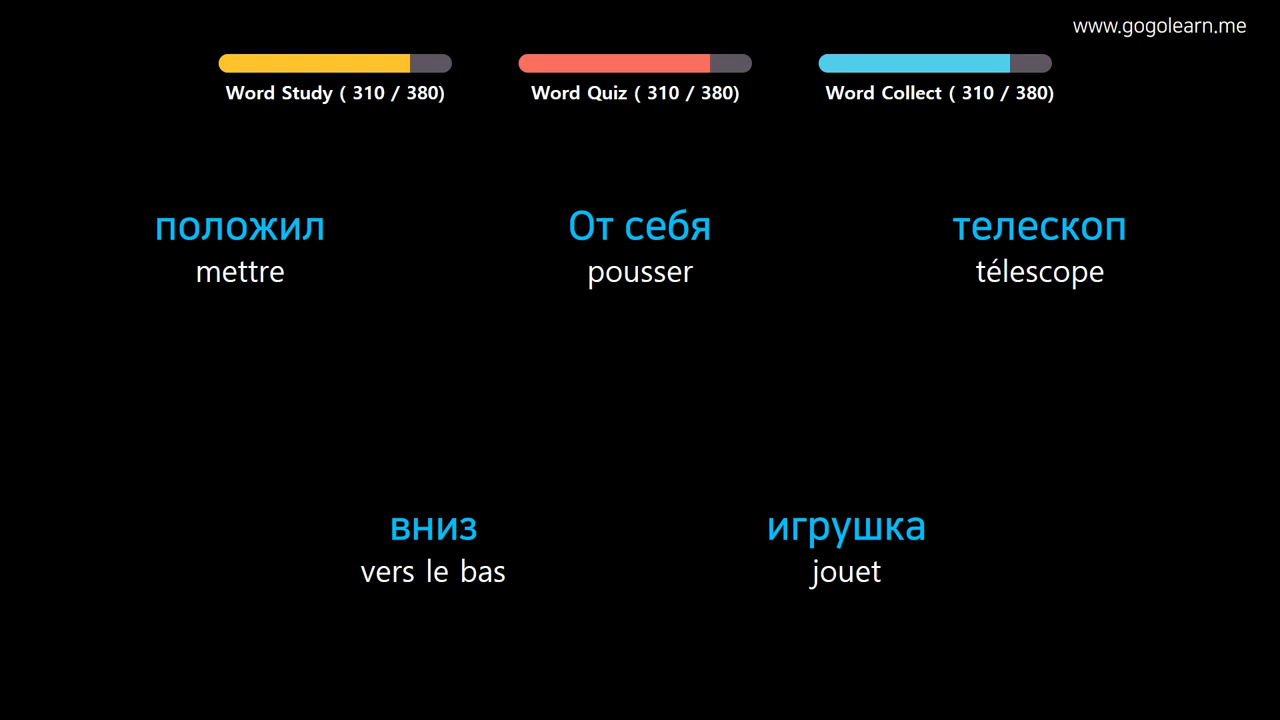 www.gogolearn.me
Word Study ( 310 / 380)
Word Quiz ( 310 / 380)
Word Collect ( 310 / 380)
положил
mettre
От себя
pousser
телескоп
télescope
вниз
vers le bas
игрушка
jouet